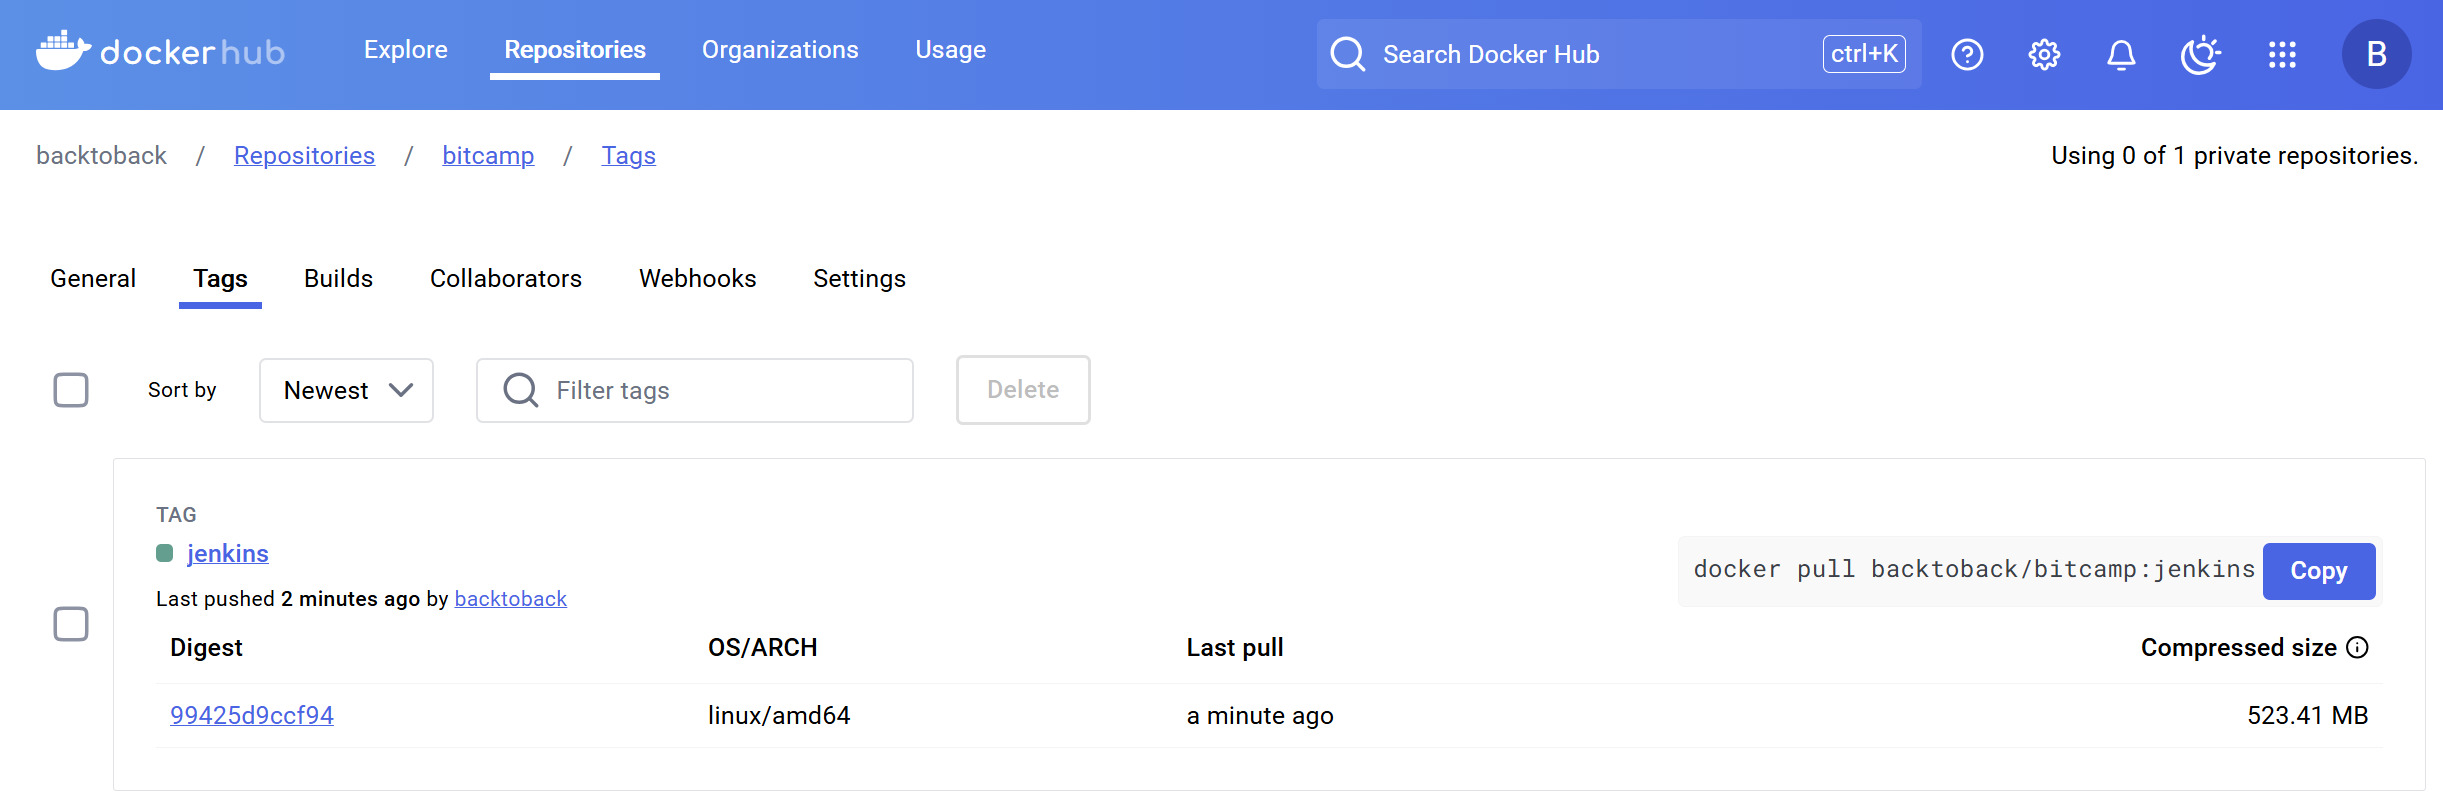 dockerhub Explore Repositories Organizations Usage Search Docker Hub ctrl+K B
backtoback / Repositories / bitcamp / Tags Using 0 of 1 private repositories.
General Tags Builds Collaborators Webhooks Settings
Sort by Newest Filter tags Delete
TAG
jenkins
docker pull backtoback/bitcamp:jenkins Copy
Last pushed 2 minutes ago by backtoback
Digest OS/ARCH Last pull Compressed size
99425d9ccf94 linux/amd64 a minute ago 523.41 MB